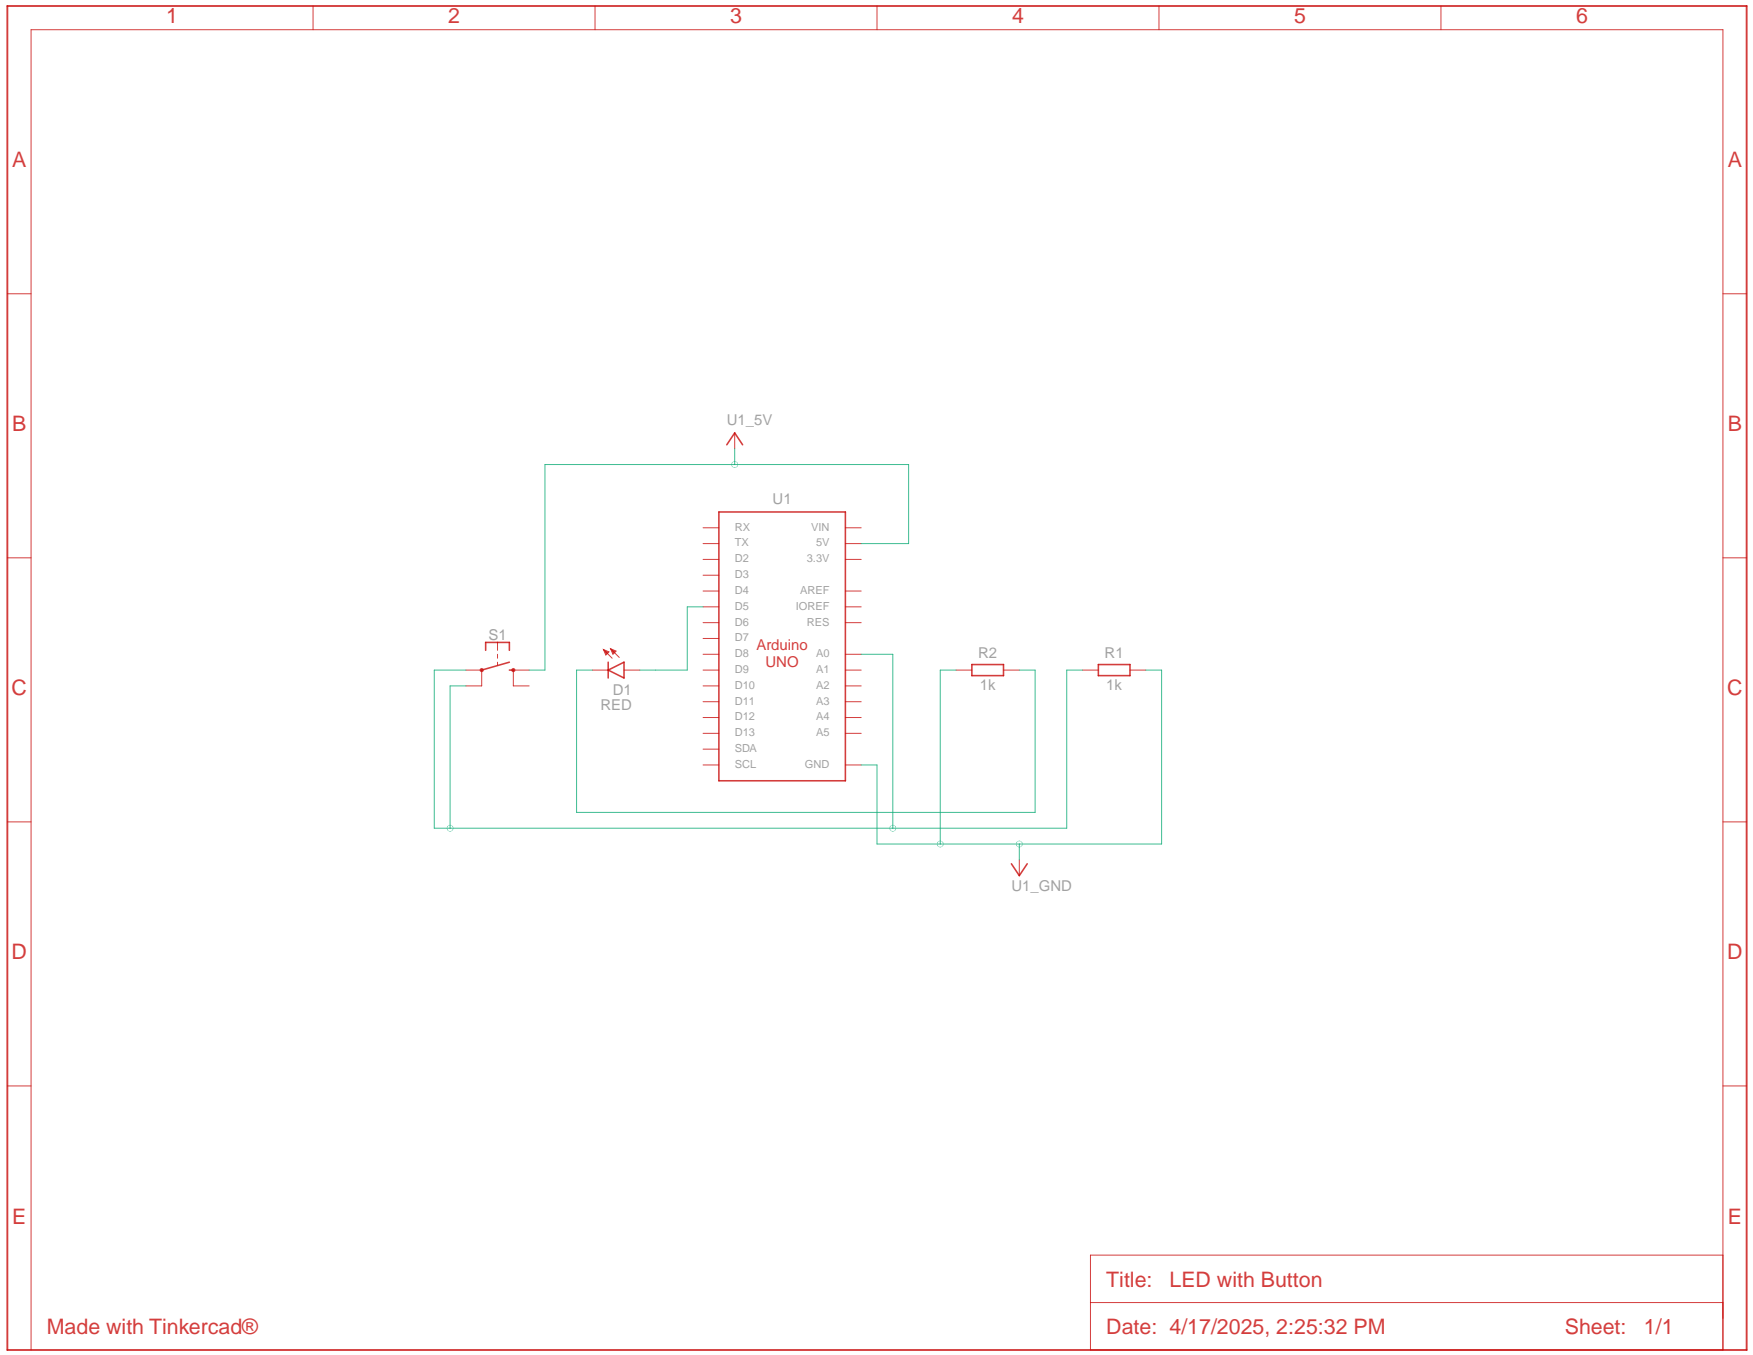 1 2 3 4 5 6
A A
B B
U1_5V
U1
RX VIN
TX 5V
D2 3.3V
D3
D4 AREF
D5 IOREF
D6 RES
D7
Arduino
UNO
D8 A0
D9 A1
D10 A2
D11 A3
D12 A4
D13 A5
SDA
SCL GND
S1
D1
RED
R2
1k
R1
1k
C C
U1_GND
D D
E E
Title: LED with Button
Made with Tinkercad®
Date: 4/17/2025, 2:25:32 PM Sheet: 1/1